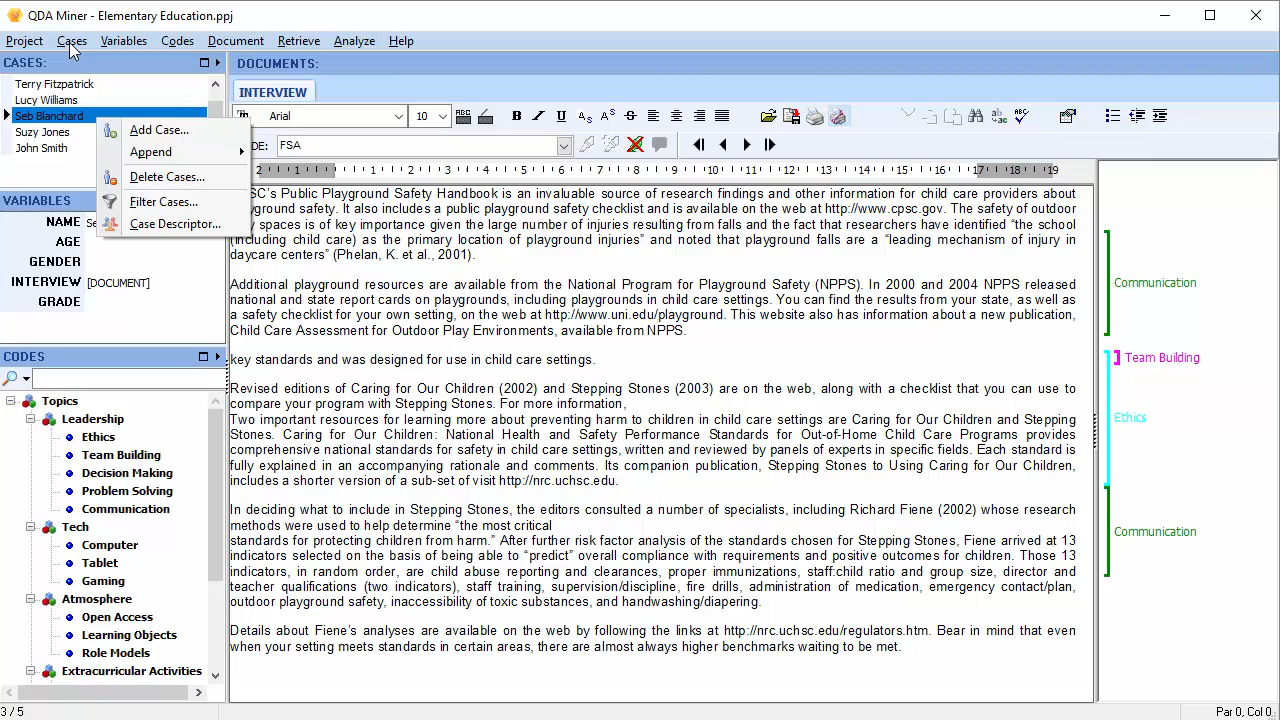 QDA Miner - Elementary Education.ppj
Project Cases Variables Codes Document Retrieve Analyze Help
CASES:
Terry Fitzpatrick
Lucy Williams
Seb Blanchard
Suzy Jones
John Smith
Add Case...
Append
Delete Cases...
Filter Cases...
Case Descriptor...
VARIABLES
NAME Se
AGE
GENDER
INTERVIEW [DOCUMENT]
GRADE
CODES
Topics
Leadership
Ethics
Team Building
Decision Making
Problem Solving
Communication
Tech
Computer
Tablet
Gaming
Atmosphere
Open Access
Learning Objects
Role Models
Extracurricular Activities
3 / 5
DOCUMENTS:
INTERVIEW
Arial 10
DE: FSA
2 1 1 2 3 4 5 6 7 8 9 10 11 12 13 14 15 16 17 18 19
SC’s Public Playground Safety Handbook is an invaluable source of research findings and other information for child care providers about
yground safety. It also includes a public playground safety checklist and is available on the web at http://www.cpsc.gov. The safety of outdoor
y spaces is of key importance given the large number of injuries resulting from falls and the fact that researchers have identified “the school
(including child care) as the primary location of playground injuries” and noted that playground falls are a “leading mechanism of injury in
daycare centers” (Phelan, K. et al., 2001).
Additional playground resources are available from the National Program for Playground Safety (NPPS). In 2000 and 2004 NPPS released
national and state report cards on playgrounds, including playgrounds in child care settings. You can find the results from your state, as well as
a safety checklist for your own setting, on the web at http://www.uni.edu/playground. This website also has information about a new publication,
Child Care Assessment for Outdoor Play Environments, available from NPPS.
key standards and was designed for use in child care settings.
Revised editions of Caring for Our Children (2002) and Stepping Stones (2003) are on the web, along with a checklist that you can use to
compare your program with Stepping Stones. For more information,
Two important resources for learning more about preventing harm to children in child care settings are Caring for Our Children and Stepping
Stones. Caring for Our Children: National Health and Safety Performance Standards for Out-of-Home Child Care Programs provides
comprehensive national standards for safety in child care settings, written and reviewed by panels of experts in specific fields. Each standard is
fully explained in an accompanying rationale and comments. Its companion publication, Stepping Stones to Using Caring for Our Children,
includes a shorter version of a sub-set of visit http://nrc.uchsc.edu.
In deciding what to include in Stepping Stones, the editors consulted a number of specialists, including Richard Fiene (2002) whose research
methods were used to help determine “the most critical
standards for protecting children from harm.” After further risk factor analysis of the standards chosen for Stepping Stones, Fiene arrived at 13
indicators selected on the basis of being able to “predict” overall compliance with requirements and positive outcomes for children. Those 13
indicators, in random order, are child abuse reporting and clearances, proper immunizations, staff:child ratio and group size, director and
teacher qualifications (two indicators), staff training, supervision/discipline, fire drills, administration of medication, emergency contact/plan,
outdoor playground safety, inaccessibility of toxic substances, and handwashing/diapering.
Details about Fiene’s analyses are available on the web by following the links at http://nrc.uchsc.edu/regulators.htm. Bear in mind that even
when your setting meets standards in certain areas, there are almost always higher benchmarks waiting to be met.
Communication
Team Building
Ethics
Communication
Par 0, Col 0